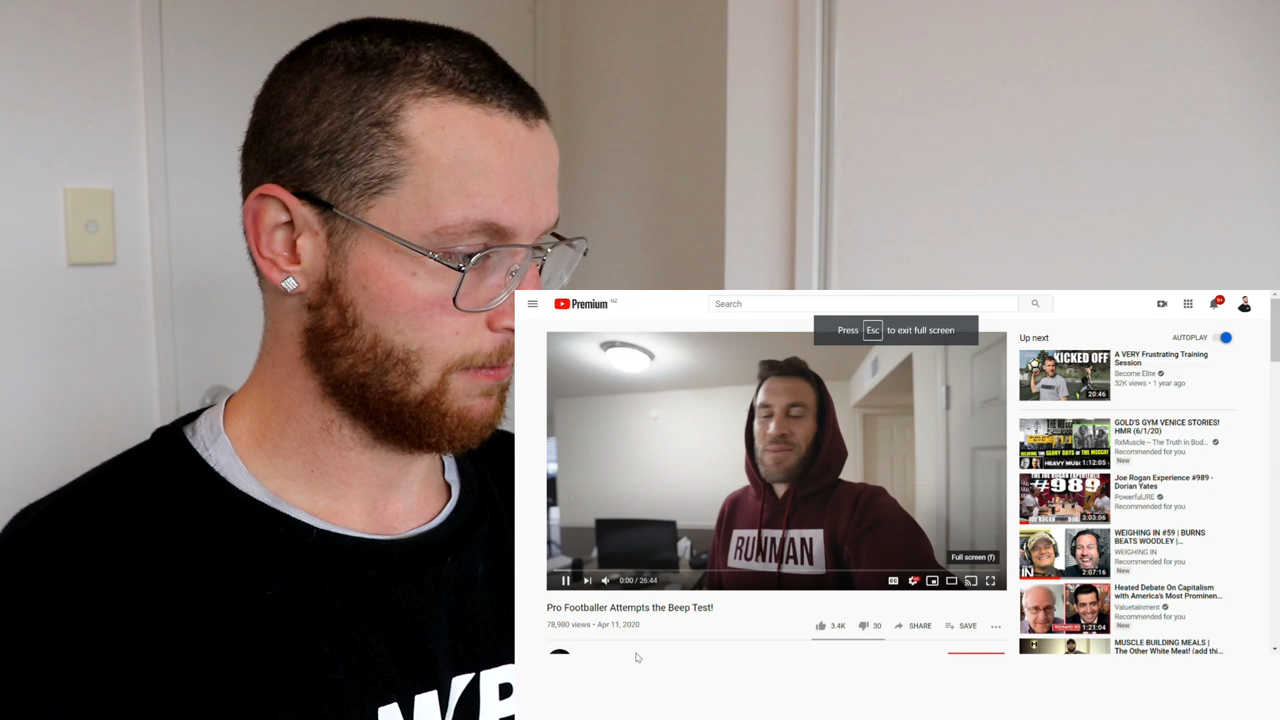 Premium NZ
Search
9+
Press Esc to exit full screen
RUNMAN
Full screen (f)
0:00 / 26:44
Pro Footballer Attempts the Beep Test!
78,980 views • Apr 11, 2020
3.4K
30
SHARE
SAVE
Up next
AUTOPLAY
KICKED OFF
20:46
A VERY Frustrating Training
Session
Become Elite
52K views • 1 year ago
HEAVY MUSC
1:12:05
GOLD'S GYM VENICE STORIES!
HMR (6/1/20)
RxMuscle – The Truth in Bod...
Recommended for you
New
#989
3:03:06
Joe Rogan Experience #989 -
Dorian Yates
PowerfulJRE
Recommended for you
IN
2:07:16
WEIGHING IN #59 | BURNS
BEATS WOODLEY |...
WEIGHING IN
Recommended for you
New
1:21:04
Heated Debate On Capitalism
with America's Most Prominen...
Valuetainment
Recommended for you
New
MUSCLE BUILDING MEALS |
The Other White Meat! (add thi...